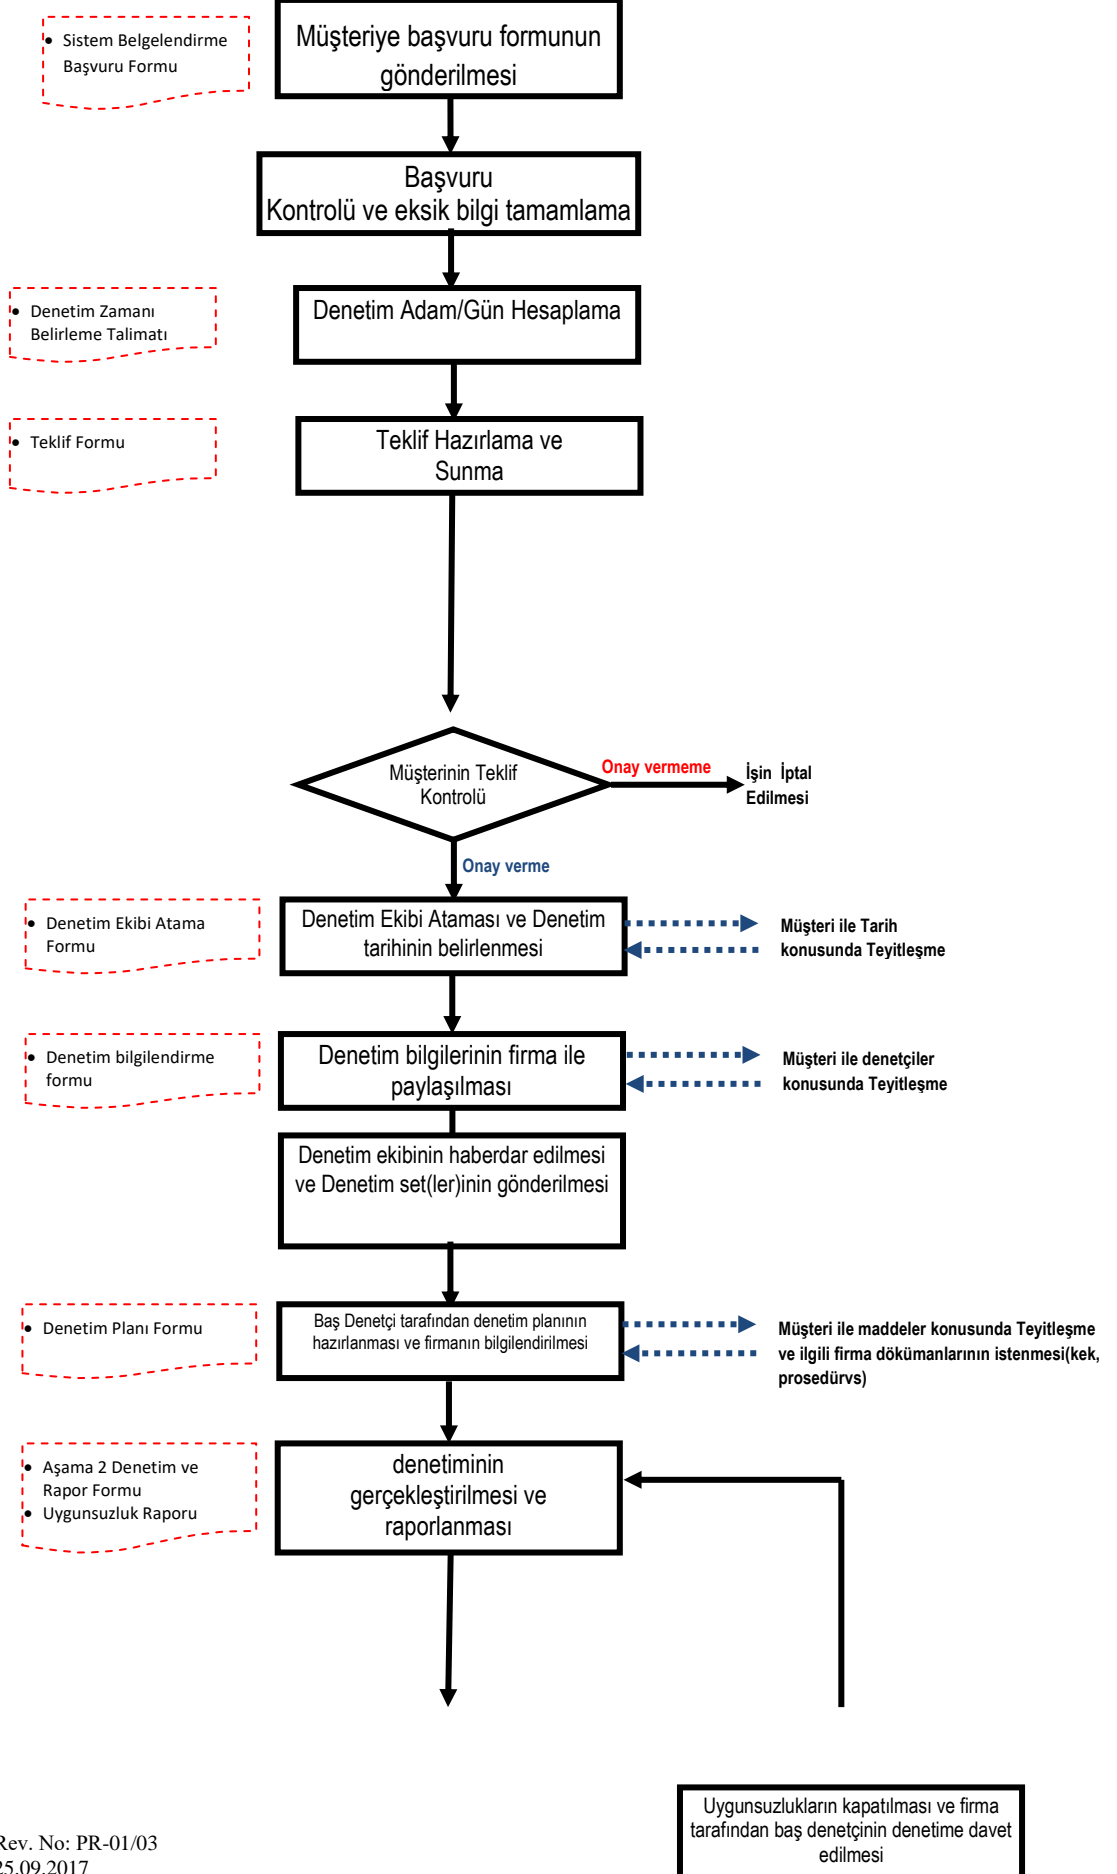 Sistem Belgelendirme
Başvuru Formu
Müşteriye başvuru formunun
gönderilmesi
Başvuru
Kontrolü ve eksik bilgi tamamlama
Denetim Zamanı
Belirleme Talimatı
Denetim Adam/Gün Hesaplama
Teklif Formu
Teklif Hazırlama ve
Sunma
Müşterinin Teklif
Kontrolü
Onay vermeme
İşin İptal
Edilmesi
Onay verme
Denetim Ekibi Atama
Formu
Denetim Ekibi Ataması ve Denetim
tarihinin belirlenmesi
Müşteri ile Tarih
konusunda Teyitleşme
Denetim bilgilendirme
formu
Denetim bilgilerinin firma ile
paylaşılması
Müşteri ile denetçiler
konusunda Teyitleşme
Denetim ekibinin haberdar edilmesi
ve Denetim set(ler)inin gönderilmesi
Denetim Planı Formu
Baş Denetçi tarafından denetim planının
hazırlanması ve firmanın bilgilendirilmesi
Müşteri ile maddeler konusunda Teyitleşme
ve ilgili firma dökümanlarının istenmesi(kek,
prosedürvs)
Aşama 2 Denetim ve
Rapor Formu
Uygunsuzluk Raporu
denetiminin
gerçekleştirilmesi ve
raporlanması
Uygunsuzlukların kapatılması ve firma
tarafından baş denetçinin denetime davet
edilmesi
Rev. No: PR-01/03
25.09.2017